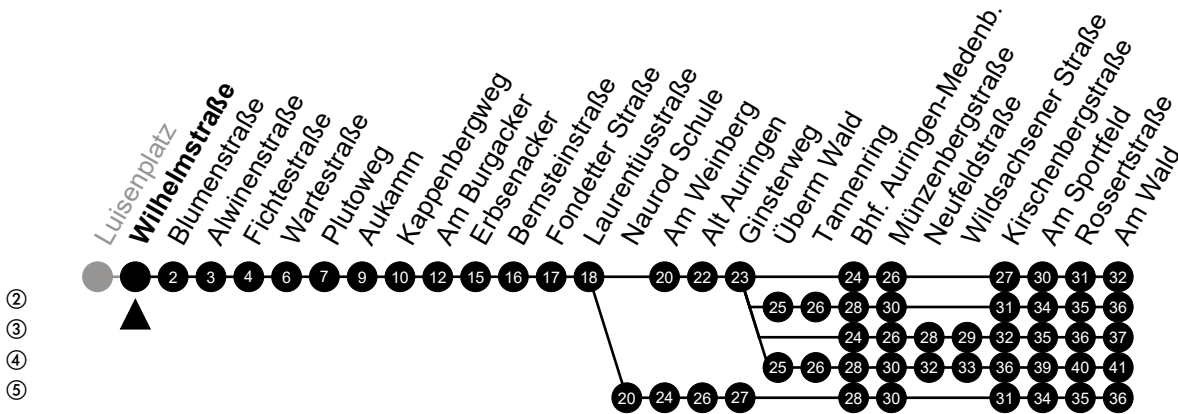 Luisenplatz
Wilhelmstraße
Blumenstraße
Alwinenstraße
Fichtestraße
Wartestraße
Plutoweg
Aukamm
Kappenbergweg
Am Burgacker
Erbsenacker
Bernsteinstraße
Fondetter Straße
Laurentiusstraße
Naurod Schule
Am Weinberg
Alt Auringen
Ginsterweg
Überm Wald
Tannenring
Bhf. Auringen-Medenb.
Münzenbergstraße
Neufeldstraße
Wildsachsener Straße
Kirschenbergstraße
Am Sportfeld
Rossertstraße
Am Wald
2 3 4 6 7 9 10 12 15 16 17 18 20 22 23 24 26 27 30 31 32
② 25 26 28 30 31 34 35 36
③ 24 26 28 29 32 35 36 37
④ 25 26 28 30 32 33 36 39 40 41
⑤ 20 24 26 27 28 30 31 34 35 36